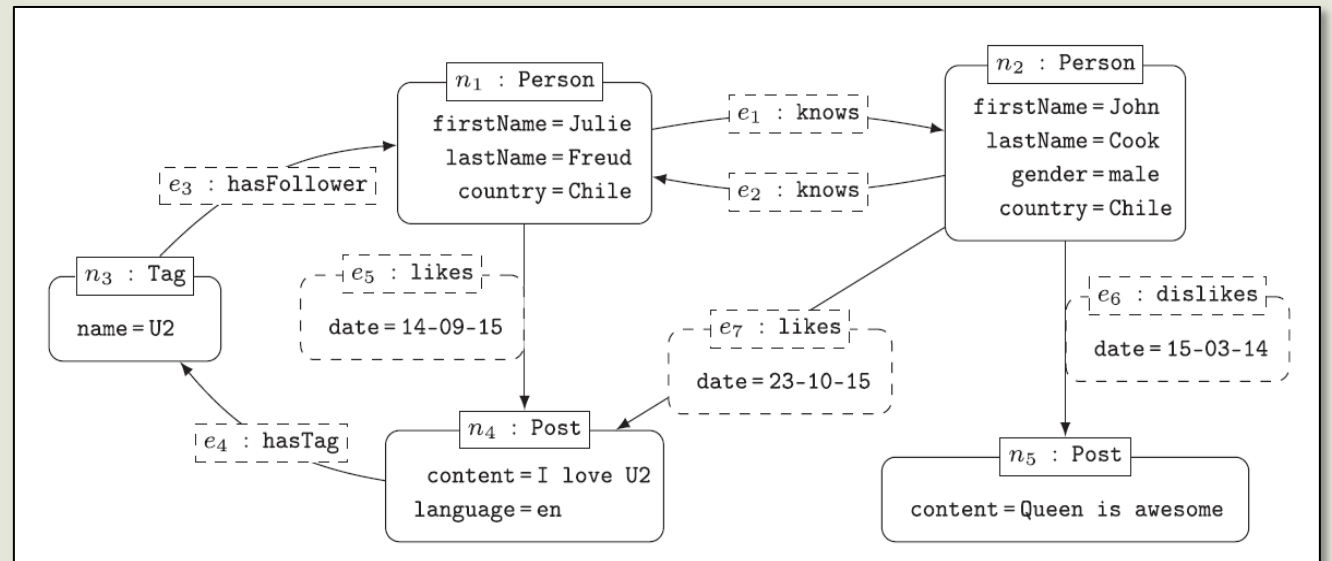 n₁ : Person
firstName = Julie
lastName = Freud
country = Chile
n₂ : Person
firstName = John
lastName = Cook
gender = male
country = Chile
e₁ : knows
e₂ : knows
e₃ : hasFollower
n₃ : Tag
name = U2
e₅ : likes
date = 14-09-15
e₇ : likes
date = 23-10-15
e₆ : dislikes
date = 15-03-14
e₄ : hasTag
n₄ : Post
content = I love U2
language = en
n₅ : Post
content = Queen is awesome